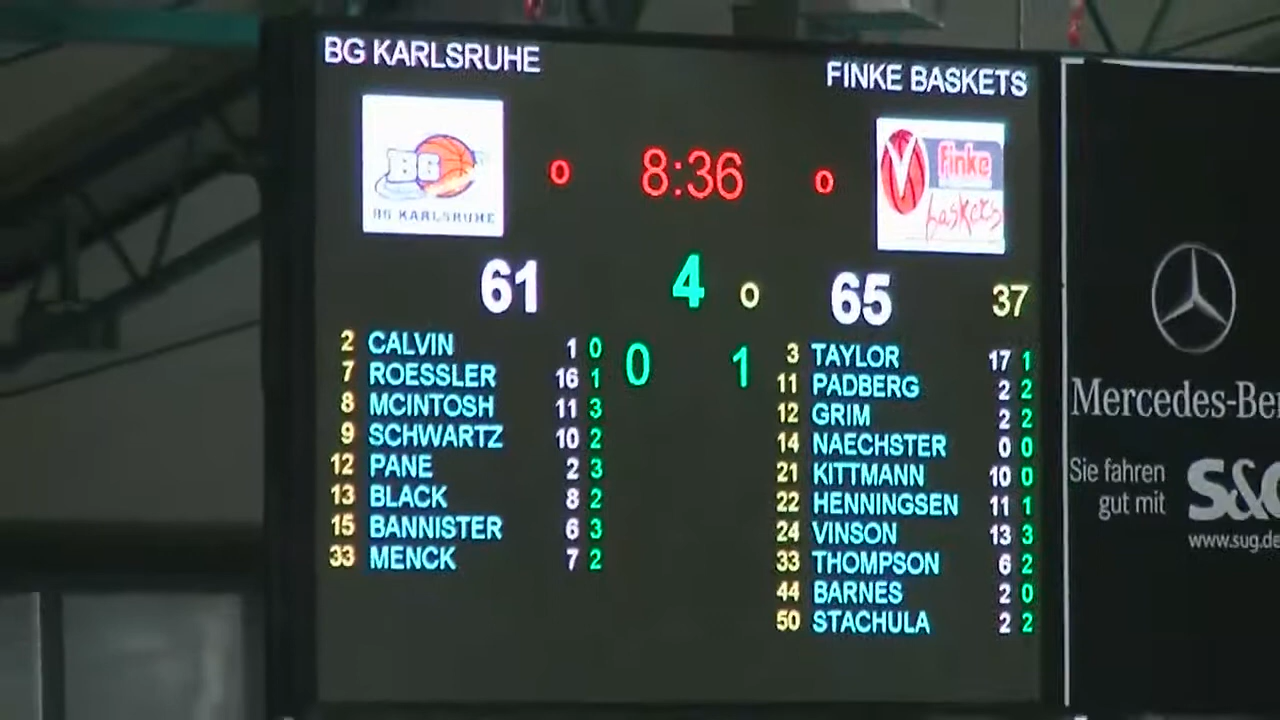 BG KARLSRUHE
FINKE BASKETS
BG
BG KARLSRUHE
0 8:36 0
V finke
baskets
61 4 0 65 37
0 1
2 CALVIN 1 0
7 ROESSLER 16 1
8 MCINTOSH 11 3
9 SCHWARTZ 10 2
12 PANE 2 3
13 BLACK 8 2
15 BANNISTER 6 3
33 MENCK 7 2
3 TAYLOR 17 1
11 PADBERG 2 2
12 GRIM 2 2
14 NAECHSTER 0 0
21 KITTMANN 10 0
22 HENNINGSEN 11 1
24 VINSON 13 3
33 THOMPSON 6 2
44 BARNES 2 0
50 STACHULA 2 2
Mercedes-Be
Sie fahren
gut mit
S&G
www.sug.de